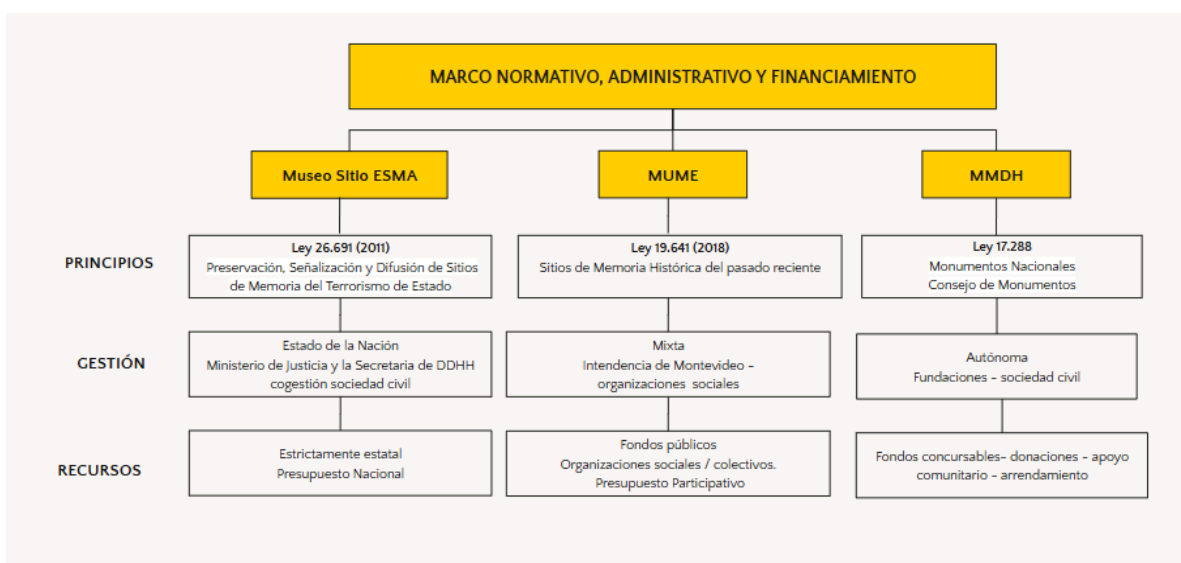 MARCO NORMATIVO, ADMINISTRATIVO Y FINANCIAMIENTO
Museo Sitio ESMA
MUME
MMDH
PRINCIPIOS
Ley 26.691 (2011)
Preservación, Señalización y Difusión de Sitios
de Memoria del Terrorismo de Estado
Ley 19.641 (2018)
Sitios de Memoria Histórica del pasado reciente
Ley 17.288
Monumentos Nacionales
Consejo de Monumentos
GESTIÓN
Estado de la Nación
Ministerio de Justicia y la Secretaria de DDHH
cogestión sociedad civil
Mixta
Intendencia de Montevideo –
organizaciones sociales
Autónoma
Fundaciones – sociedad civil
RECURSOS
Estrictamente estatal
Presupuesto Nacional
Fondos públicos
Organizaciones sociales / colectivos.
Presupuesto Participativo
Fondos concursables– donaciones – apoyo
comunitario – arrendamiento